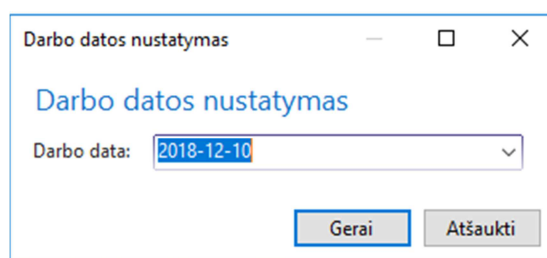 Darbo datos nustatymas
Darbo datos nustatymas
Darbo data: 2018-12-10
Gerai Atšaukti